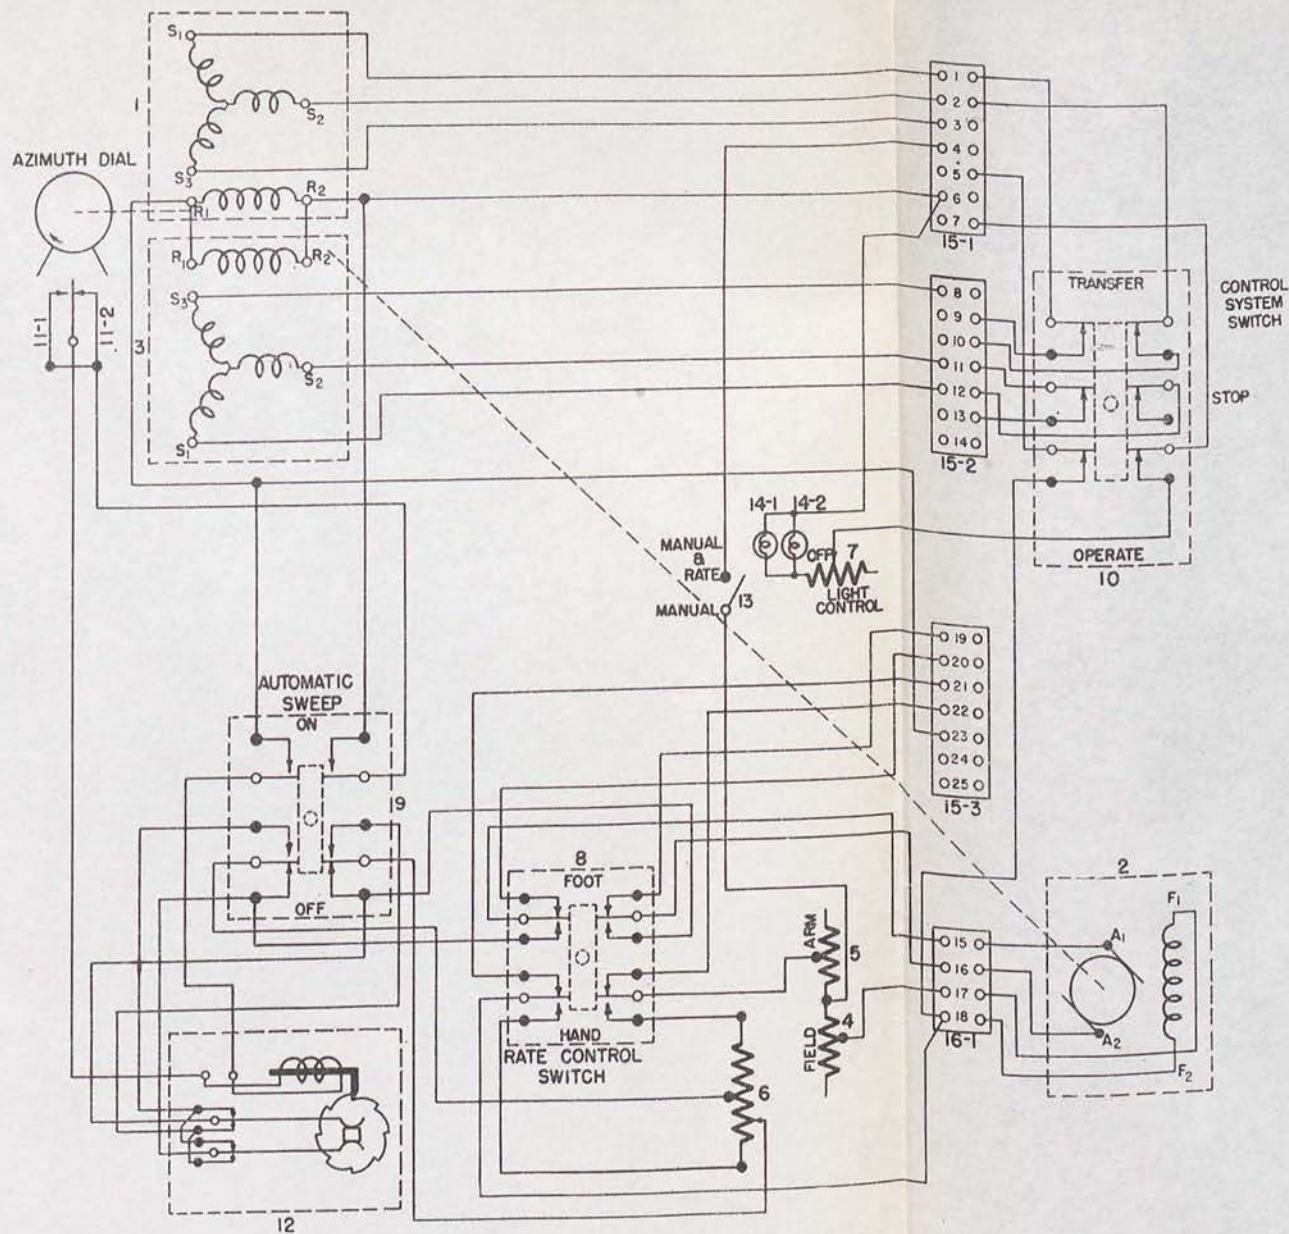 S1
S2
S3
1
AZIMUTH DIAL
R1
R2
R1
R2
S3
S2
S1
3
11-1
11-2
1
2
3
4
5
6
7
15-1
8
9
10
11
12
13
14
15-2
TRANSFER
CONTROL
SYSTEM
SWITCH
STOP
OPERATE
10
14-1
14-2
OFF
7
LIGHT
CONTROL
MANUAL
&
RATE
MANUAL
13
19
20
21
22
23
24
25
15-3
AUTOMATIC
SWEEP
ON
9
OFF
8
FOOT
HAND
RATE CONTROL
SWITCH
ARM
5
FIELD
4
6
15
16
17
18
16-1
2
A1
A2
F1
F2
12